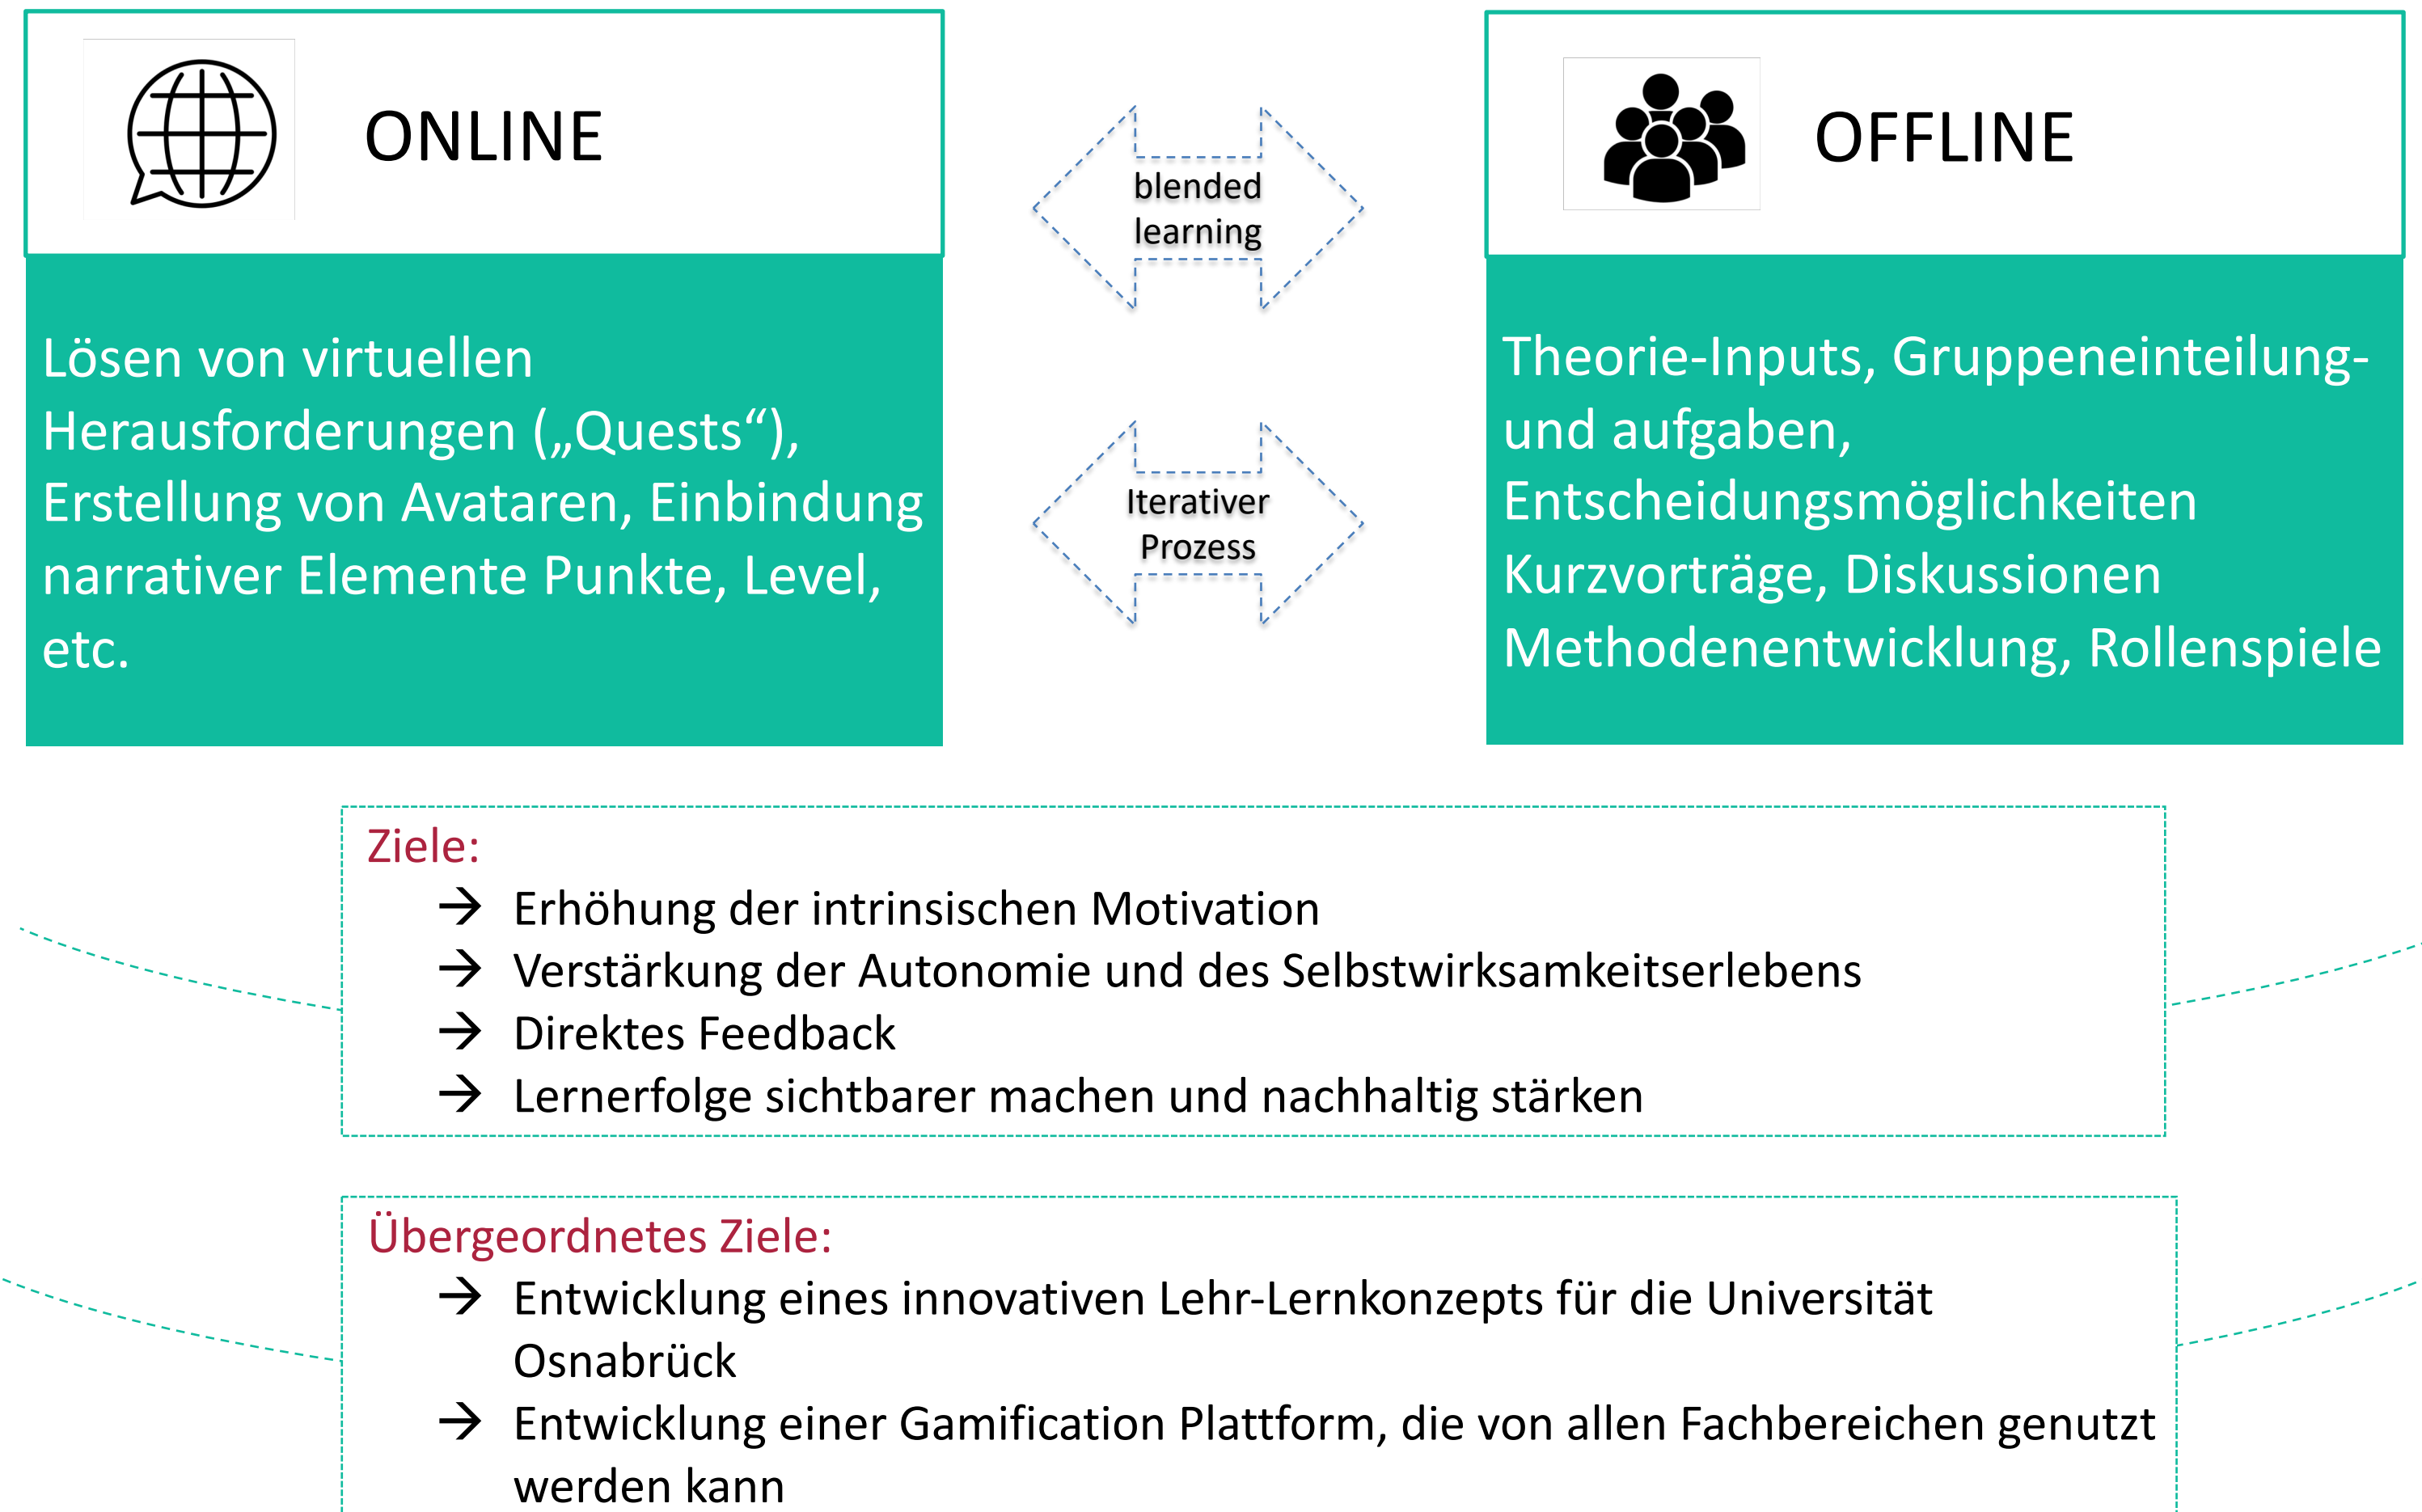 ONLINE
Lösen von virtuellen
Herausforderungen („Quests“),
Erstellung von Avataren, Einbindung
narrativer Elemente Punkte, Level,
etc.
blended
learning
Iterativer
Prozess
OFFLINE
Theorie-Inputs, Gruppeneinteilung-
und aufgaben,
Entscheidungsmöglichkeiten
Kurzvorträge, Diskussionen
Methodenentwicklung, Rollenspiele
Ziele:
→ Erhöhung der intrinsischen Motivation
→ Verstärkung der Autonomie und des Selbstwirksamkeitserlebens
→ Direktes Feedback
→ Lernerfolge sichtbarer machen und nachhaltig stärken
Übergeordnetes Ziele:
→ Entwicklung eines innovativen Lehr-Lernkonzepts für die Universität
Osnabrück
→ Entwicklung einer Gamification Plattform, die von allen Fachbereichen genutzt
werden kann